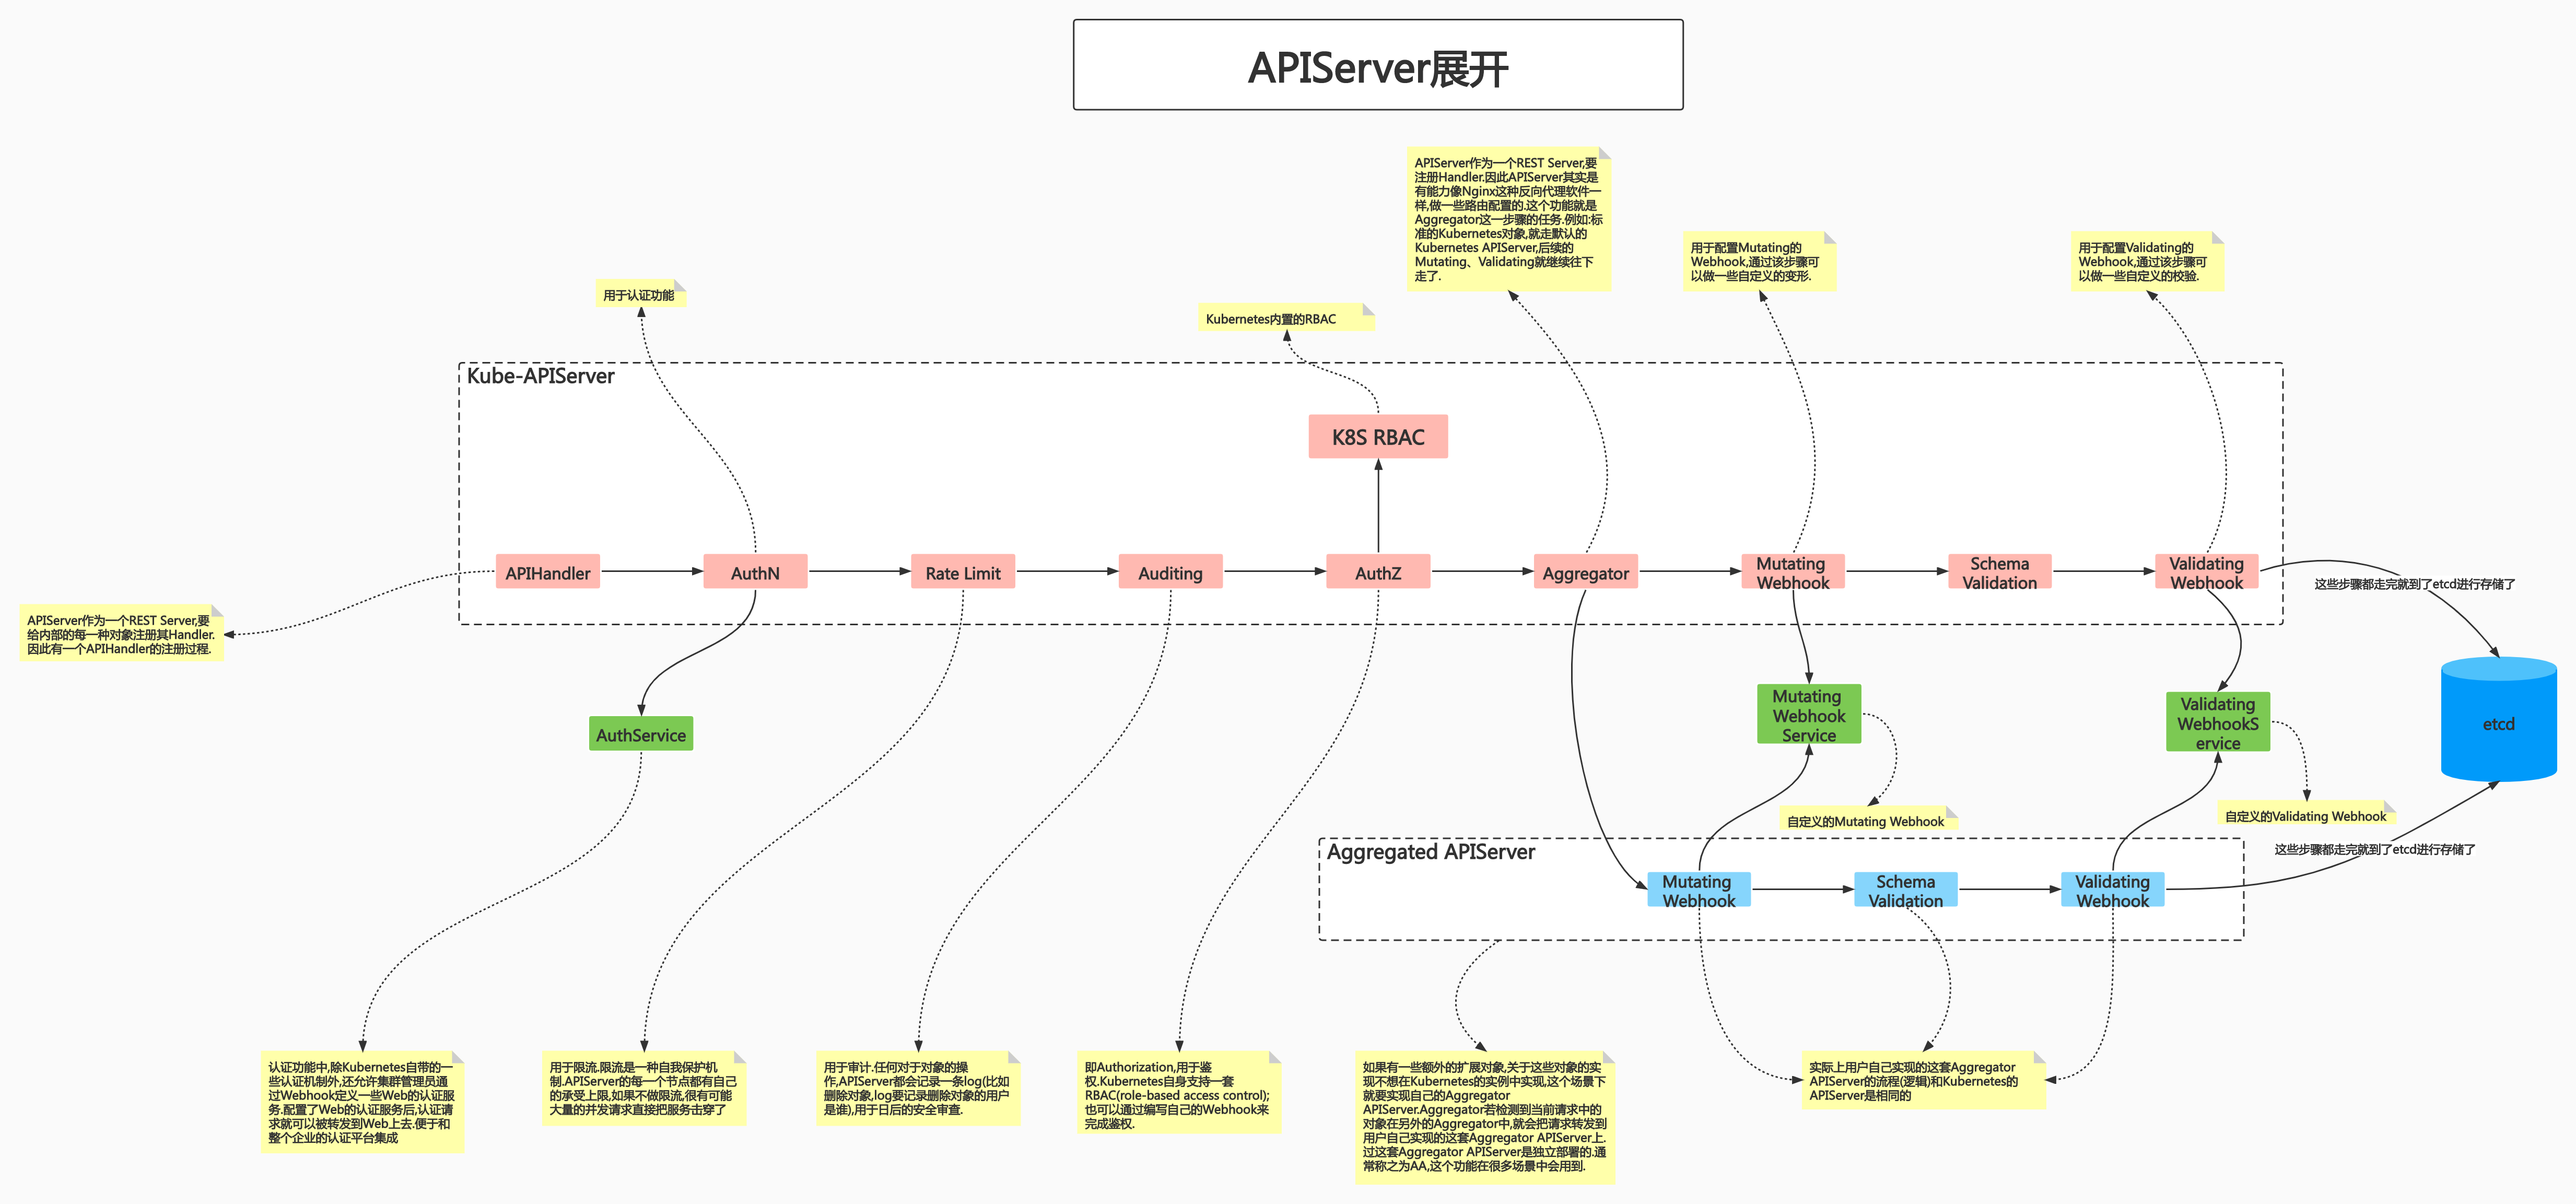 APIServer展开
APIServer作为一个REST Server,要
注册Handler.因此APIServer其实是
有能力像Nginx这种反向代理软件一
样,做一些路由配置的.这个功能就是
Aggregator这一步骤的任务.例如:标
准的Kubernetes对象,就走默认的
Kubernetes APIServer,后续的
Mutating、Validating就继续往下
走了.
用于配置Mutating的
Webhook,通过该步骤可
以做一些自定义的变形.
用于配置Validating的
Webhook,通过该步骤可
以做一些自定义的校验.
用于认证功能
Kubernetes内置的RBAC
Kube-APIServer
K8S RBAC
APIHandler
AuthN
Rate Limit
Auditing
AuthZ
Aggregator
Mutating
Webhook
Schema
Validation
Validating
Webhook
这些步骤都走完就到了etcd进行存储了
APIServer作为一个REST Server,要
给内部的每一种对象注册其Handler.
因此有一个APIHandler的注册过程.
AuthService
Mutating
Webhook
Service
Validating
WebhookS
ervice
etcd
自定义的Mutating Webhook
自定义的Validating Webhook
这些步骤都走完就到了etcd进行存储了
Aggregated APIServer
Mutating
Webhook
Schema
Validation
Validating
Webhook
认证功能中,除Kubernetes自带的一
些认证机制外,还允许集群管理员通
过Webhook定义一些Web的认证服
务.配置了Web的认证服务后,认证请
求就可以被转发到Web上去.便于和
整个企业的认证平台集成
用于限流.限流是一种自我保护机
制.APIServer的每一个节点都有自己
的承受上限,如果不做限流,很有可能
大量的并发请求直接把服务击穿了
用于审计.任何对于对象的操
作,APIServer都会记录一条log(比如
删除对象,log要记录删除对象的用户
是谁),用于日后的安全审查.
即Authorization,用于鉴
权.Kubernetes自身支持一套
RBAC(role-based access control);
也可以通过编写自己的Webhook来
完成鉴权.
如果有一些额外的扩展对象,关于这些对象的实
现不想在Kubernetes的实例中实现,这个场景下
就要实现自己的Aggregator
APIServer.Aggregator若检测到当前请求中的
对象在另外的Aggregator中,就会把请求转发到
用户自己实现的这套Aggregator APIServer上.
过这套Aggregator APIServer是独立部署的.通
常称之为AA,这个功能在很多场景中会用到.
实际上用户自己实现的这套Aggregator
APIServer的流程(逻辑)和Kubernetes的
APIServer是相同的